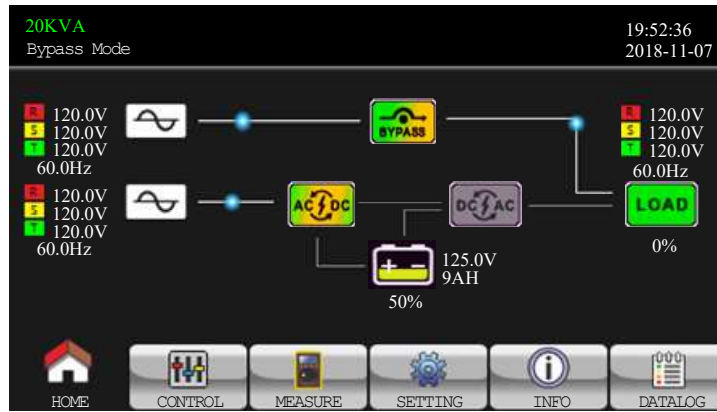 20KVA
Bypass Mode
19:52:36
2018-11-07
R 120.0V
S 120.0V
T 120.0V
60.0Hz
BYPASS
R 120.0V
S 120.0V
T 120.0V
60.0Hz
R 120.0V
S 120.0V
T 120.0V
60.0Hz
AC DC
DC AC
LOAD
0%
125.0V
9AH
50%
HOME
CONTROL
MEASURE
SETTING
INFO
DATALOG